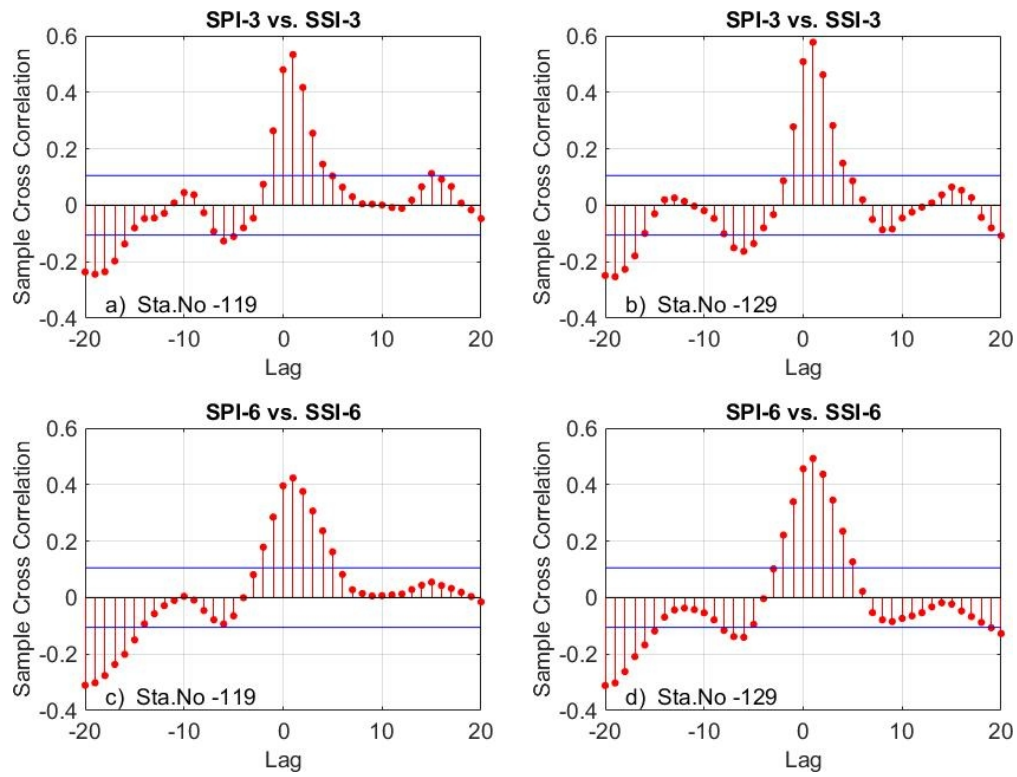 SPI-3 vs. SSI-3
Sample Cross Correlation
0.6
0.4
0.2
0
-0.2
-0.4
a) Sta.No -119
-20 -10 0 10 20
Lag
SPI-3 vs. SSI-3
Sample Cross Correlation
0.6
0.4
0.2
0
-0.2
-0.4
b) Sta.No -129
-20 -10 0 10 20
Lag
SPI-6 vs. SSI-6
Sample Cross Correlation
0.6
0.4
0.2
0
-0.2
-0.4
c) Sta.No -119
-20 -10 0 10 20
Lag
SPI-6 vs. SSI-6
Sample Cross Correlation
0.6
0.4
0.2
0
-0.2
-0.4
d) Sta.No -129
-20 -10 0 10 20
Lag